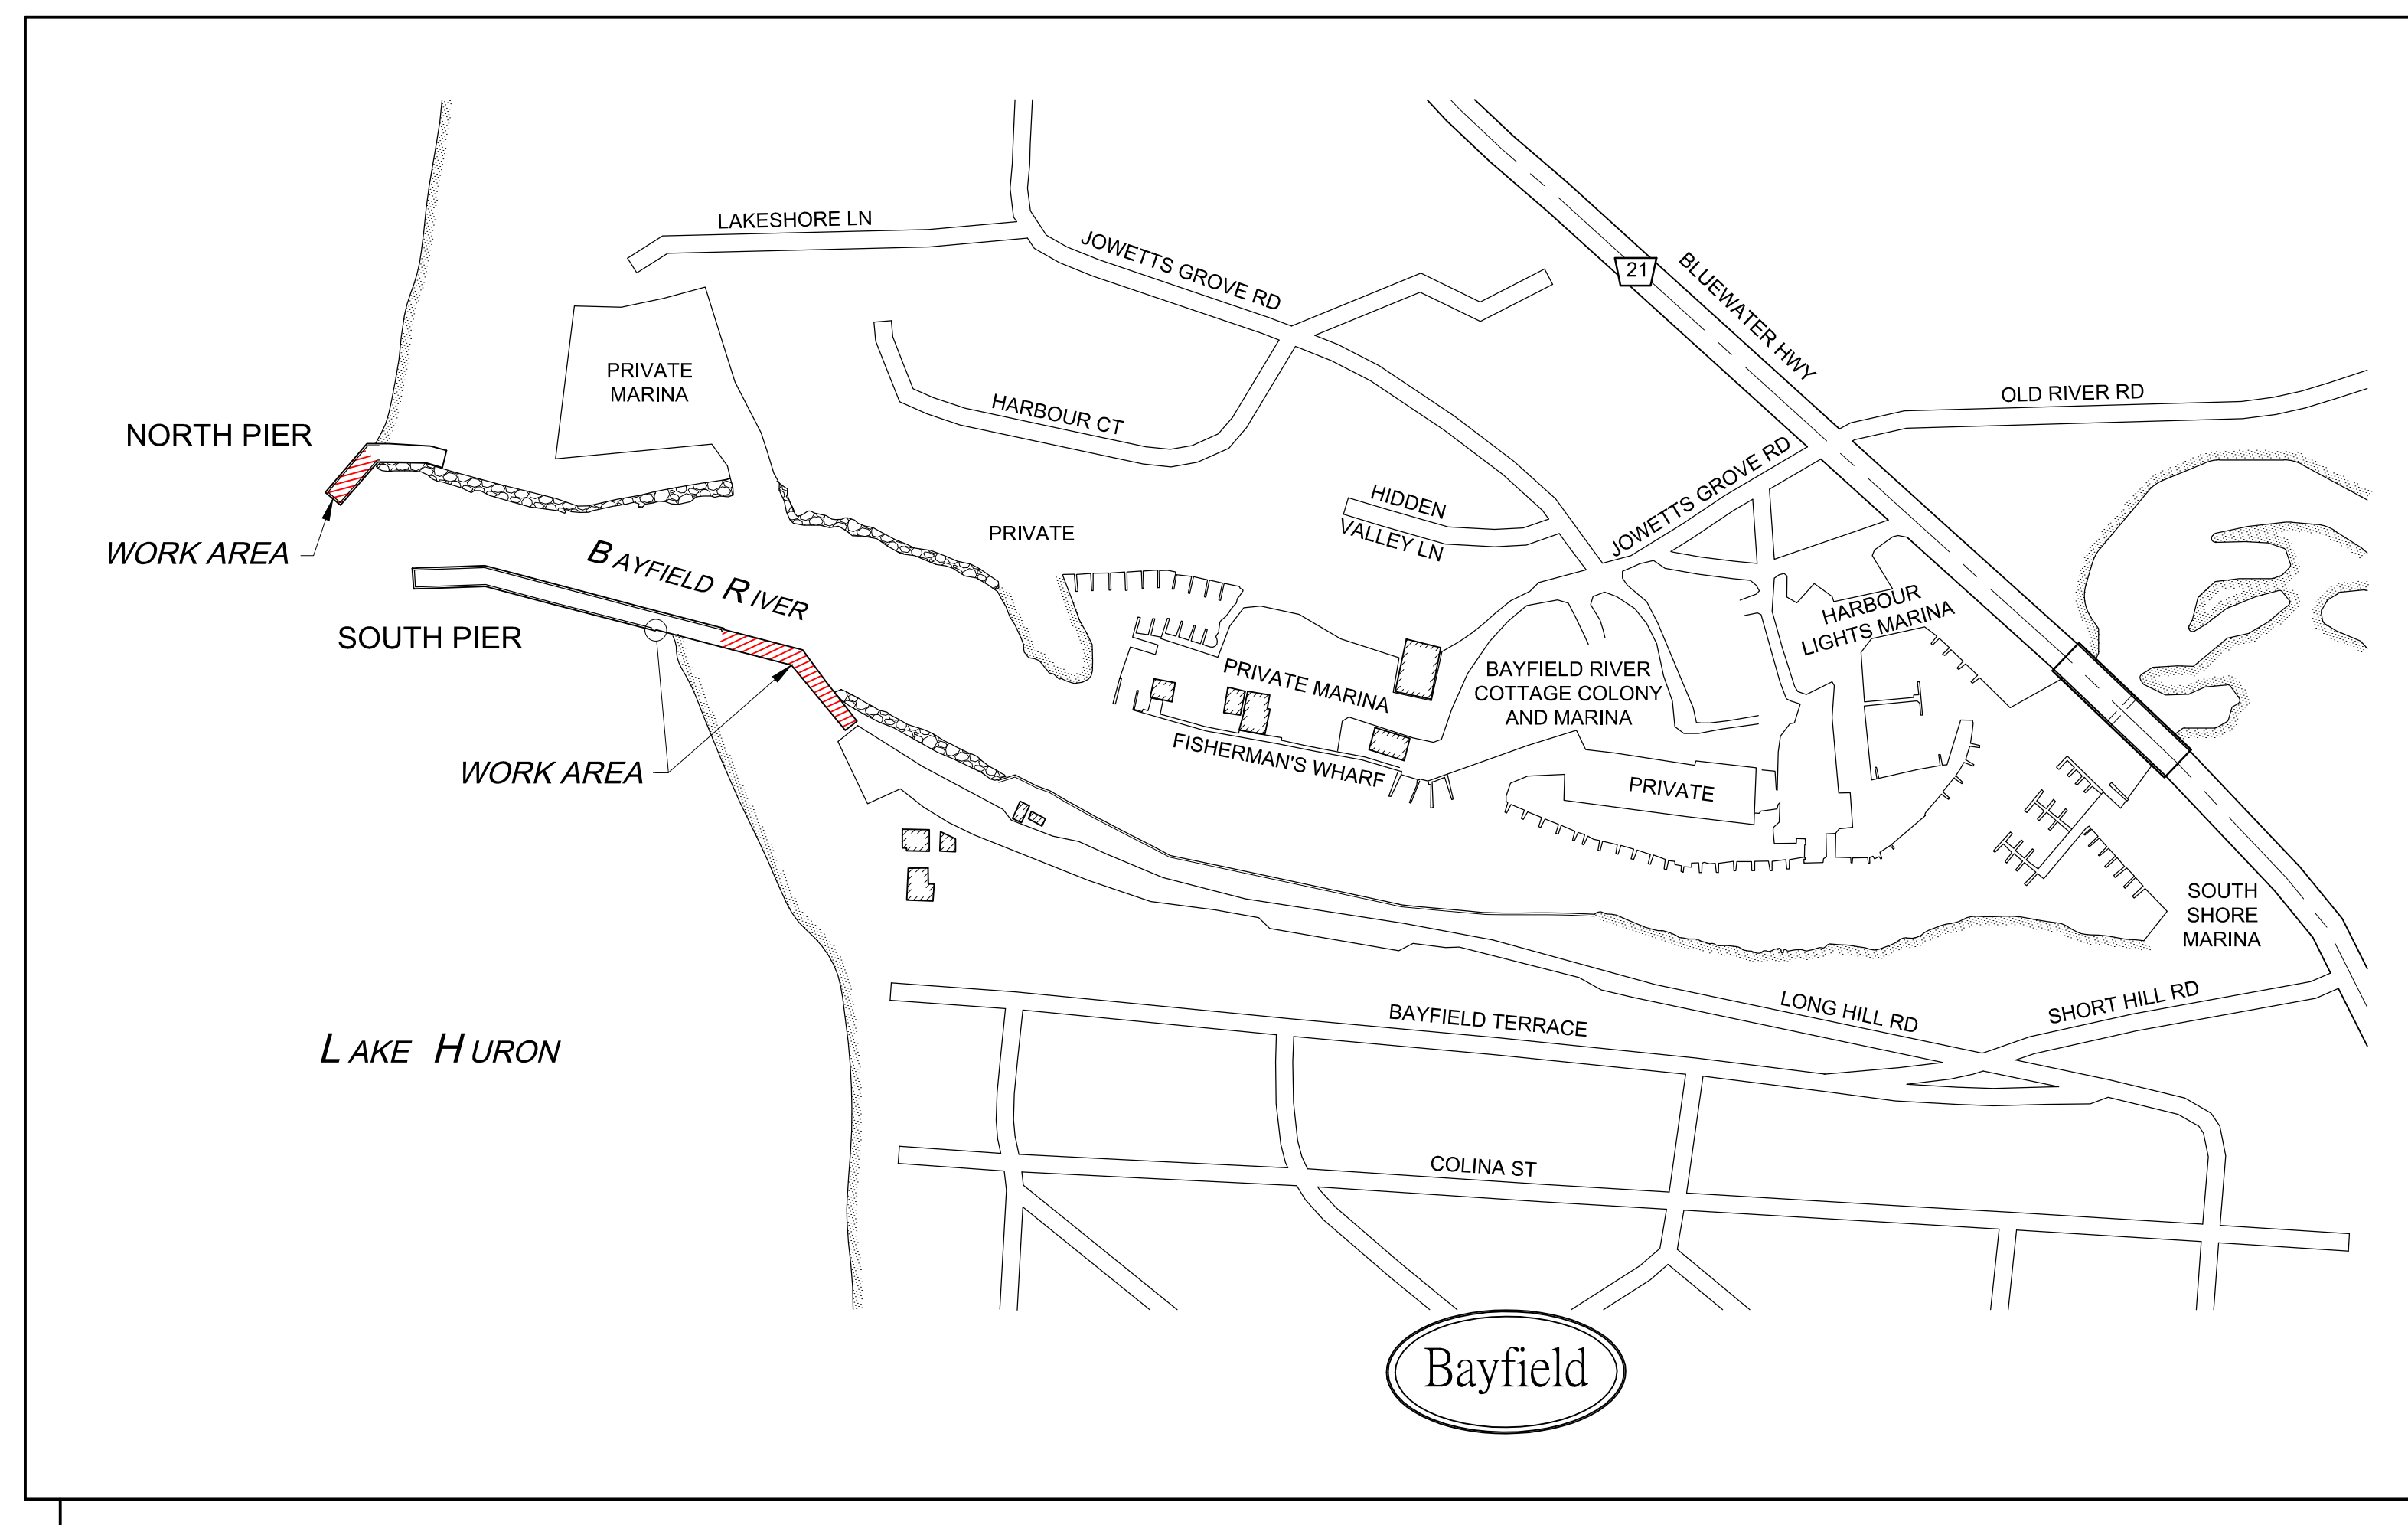 LAKESHORE LN
JOWETTS GROVE RD
21
BLUEWATER HWY
PRIVATE
MARINA
OLD RIVER RD
HARBOUR CT
NORTH PIER
JOWETTS GROVE RD
HIDDEN
VALLEY LN
PRIVATE
WORK AREA
BAYFIELD RIVER
HARBOUR
LIGHTS MARINA
SOUTH PIER
PRIVATE MARINA
BAYFIELD RIVER
COTTAGE COLONY
AND MARINA
FISHERMAN'S WHARF
WORK AREA
PRIVATE
SOUTH
SHORE
MARINA
LAKE HURON
BAYFIELD TERRACE
LONG HILL RD
SHORT HILL RD
COLINA ST
Bayfield